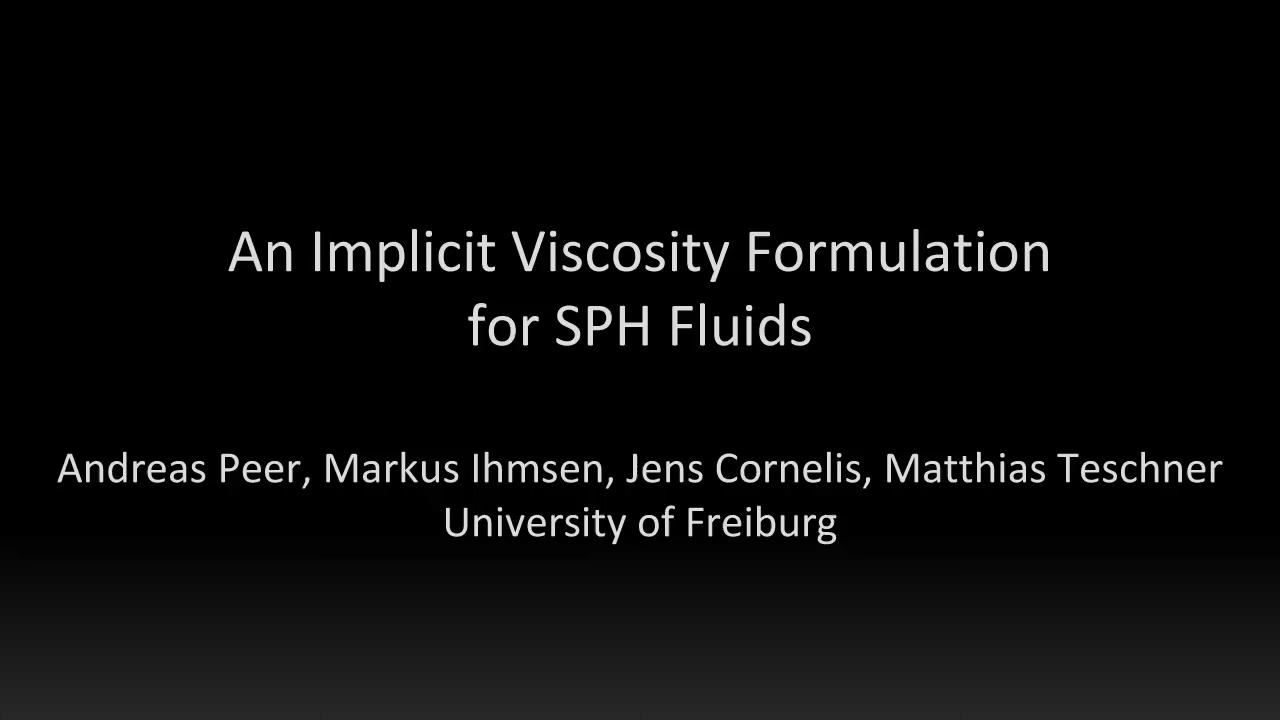 An Implicit Viscosity Formulation
for SPH Fluids
Andreas Peer, Markus Ihmsen, Jens Cornelis, Matthias Teschner
University of Freiburg